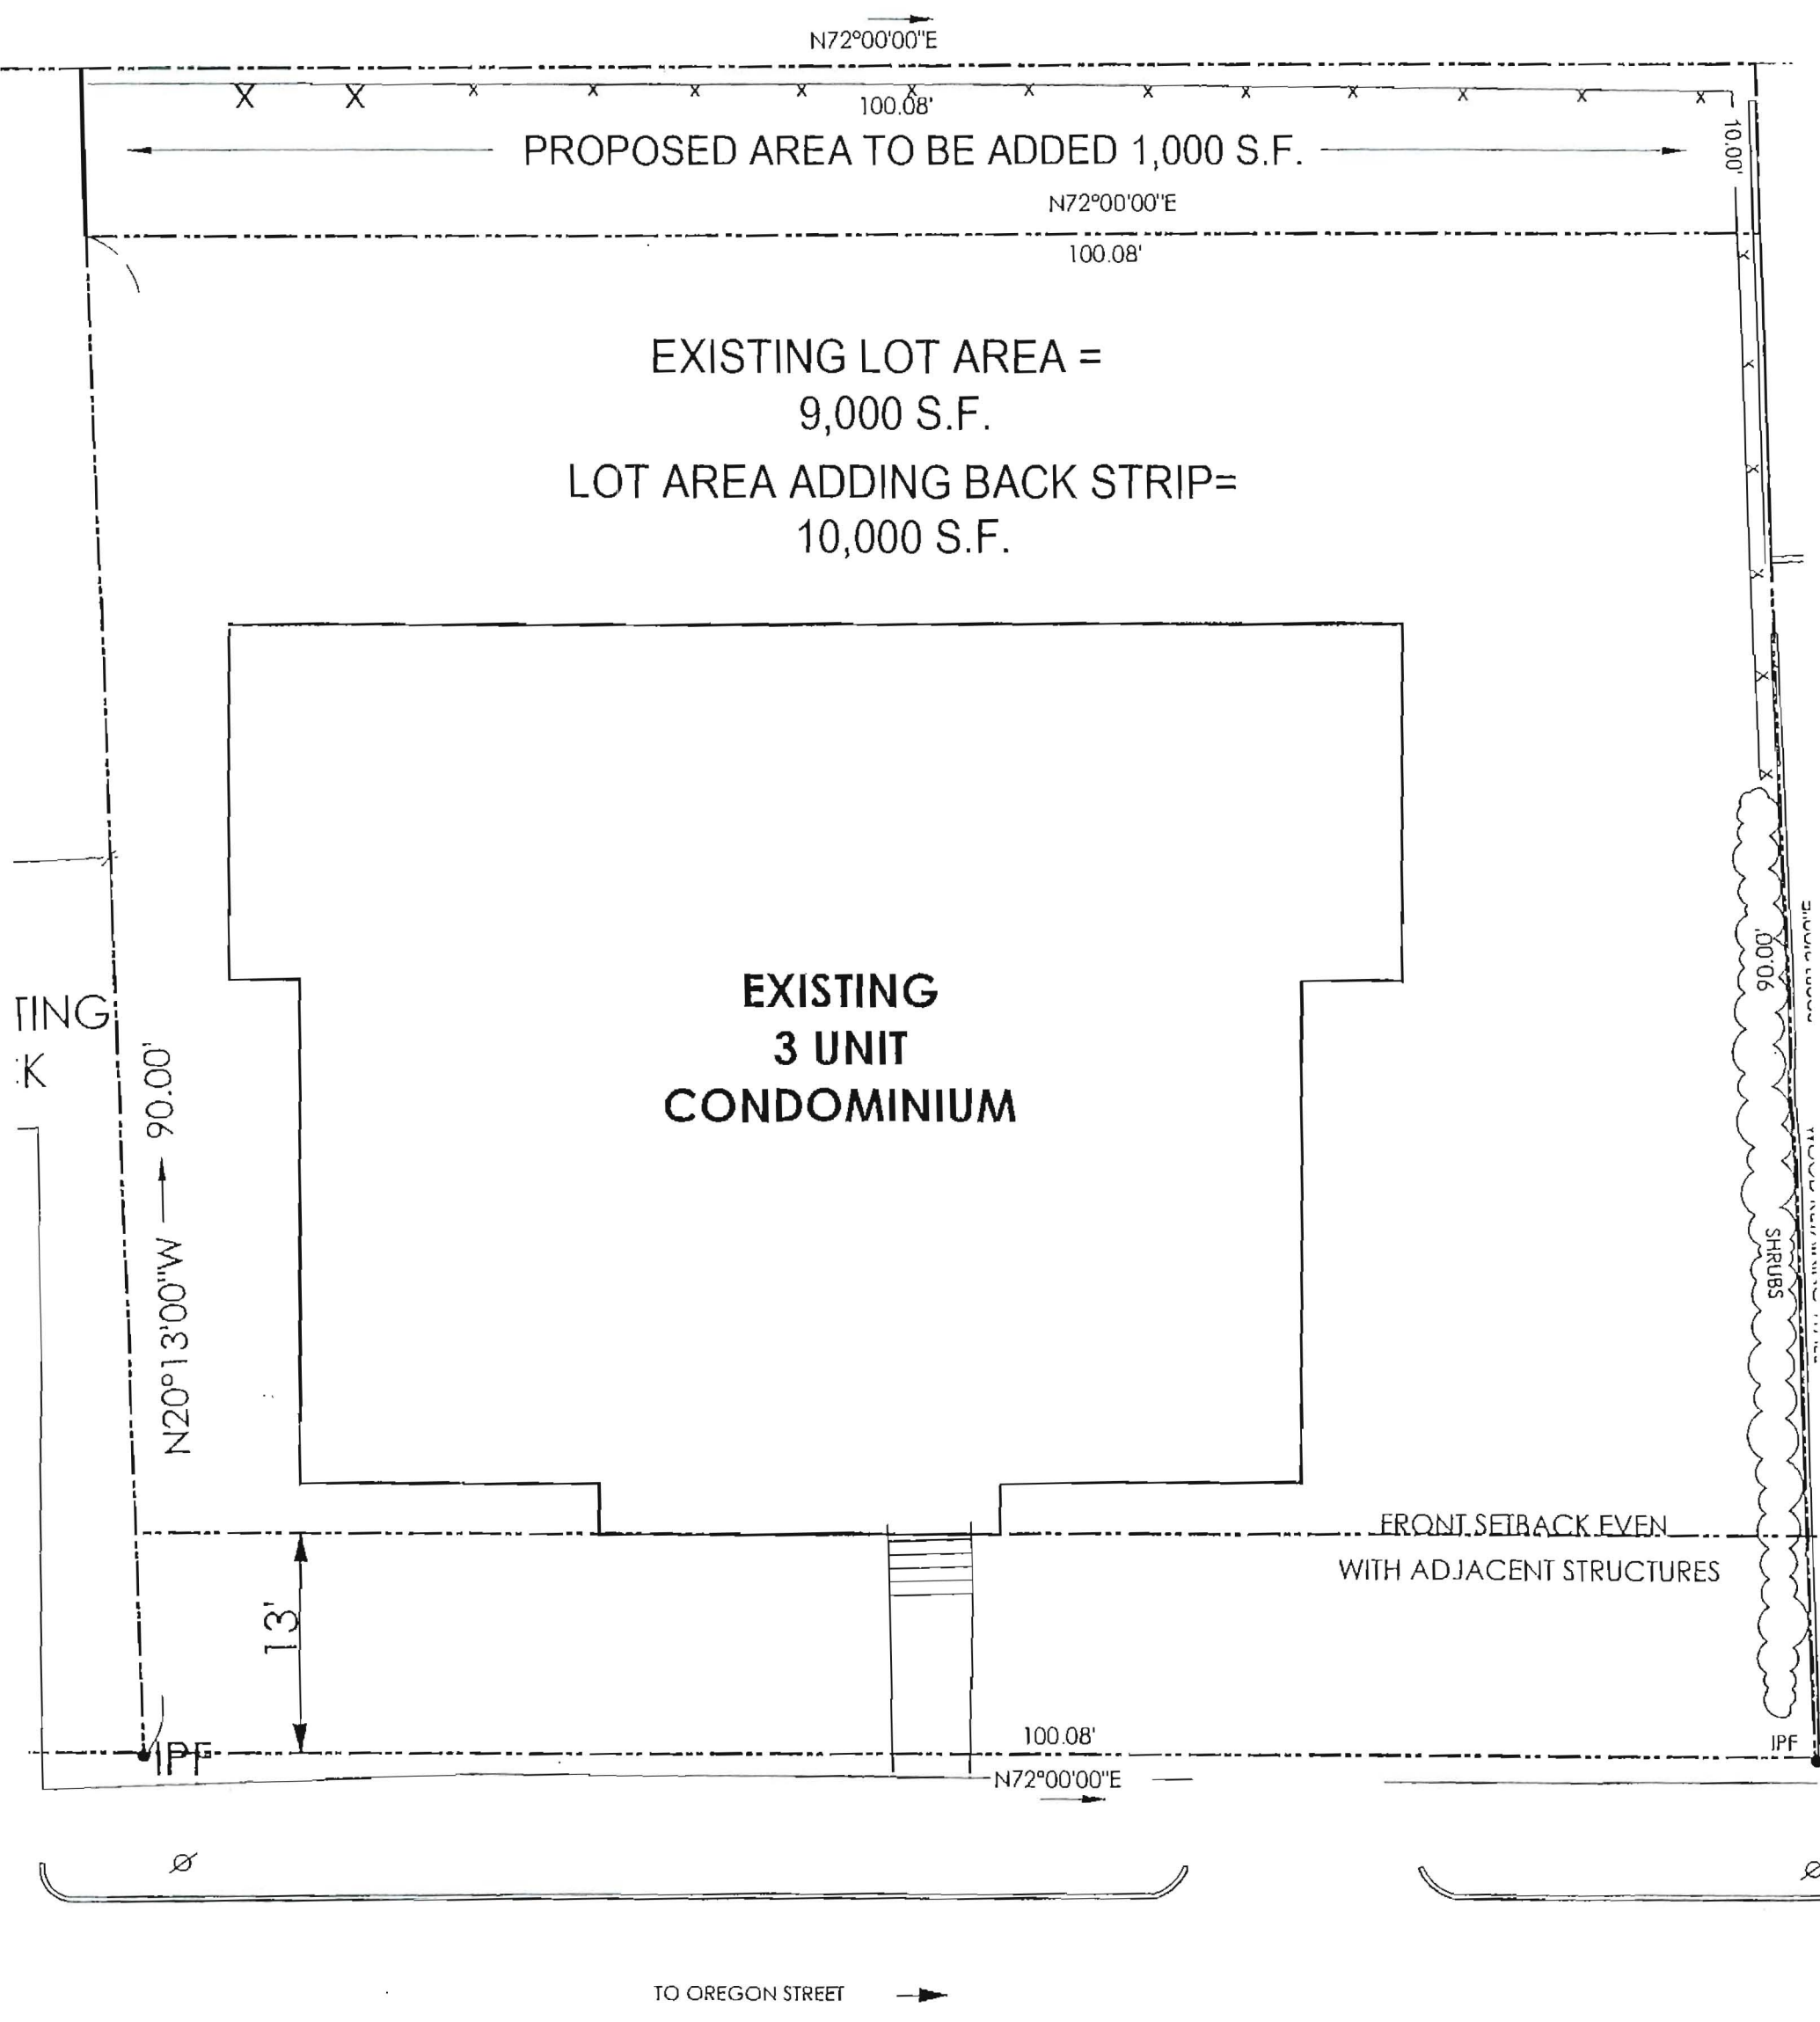 N72°00'00"E
100.08'
PROPOSED AREA TO BE ADDED 1,000 S.F.
10.00'
N72°00'00"E
100.08'
EXISTING LOT AREA =
9,000 S.F.
LOT AREA ADDING BACK STRIP=
10,000 S.F.
EXISTING
3 UNIT
CONDOMINIUM
TING
K
N20°13'00"W
90.00'
90.00'
SHRUBS
FRONT SETBACK EVEN
WITH ADJACENT STRUCTURES
13'
IPF
100.08'
IPF
N72°00'00"E
TO OREGON STREET